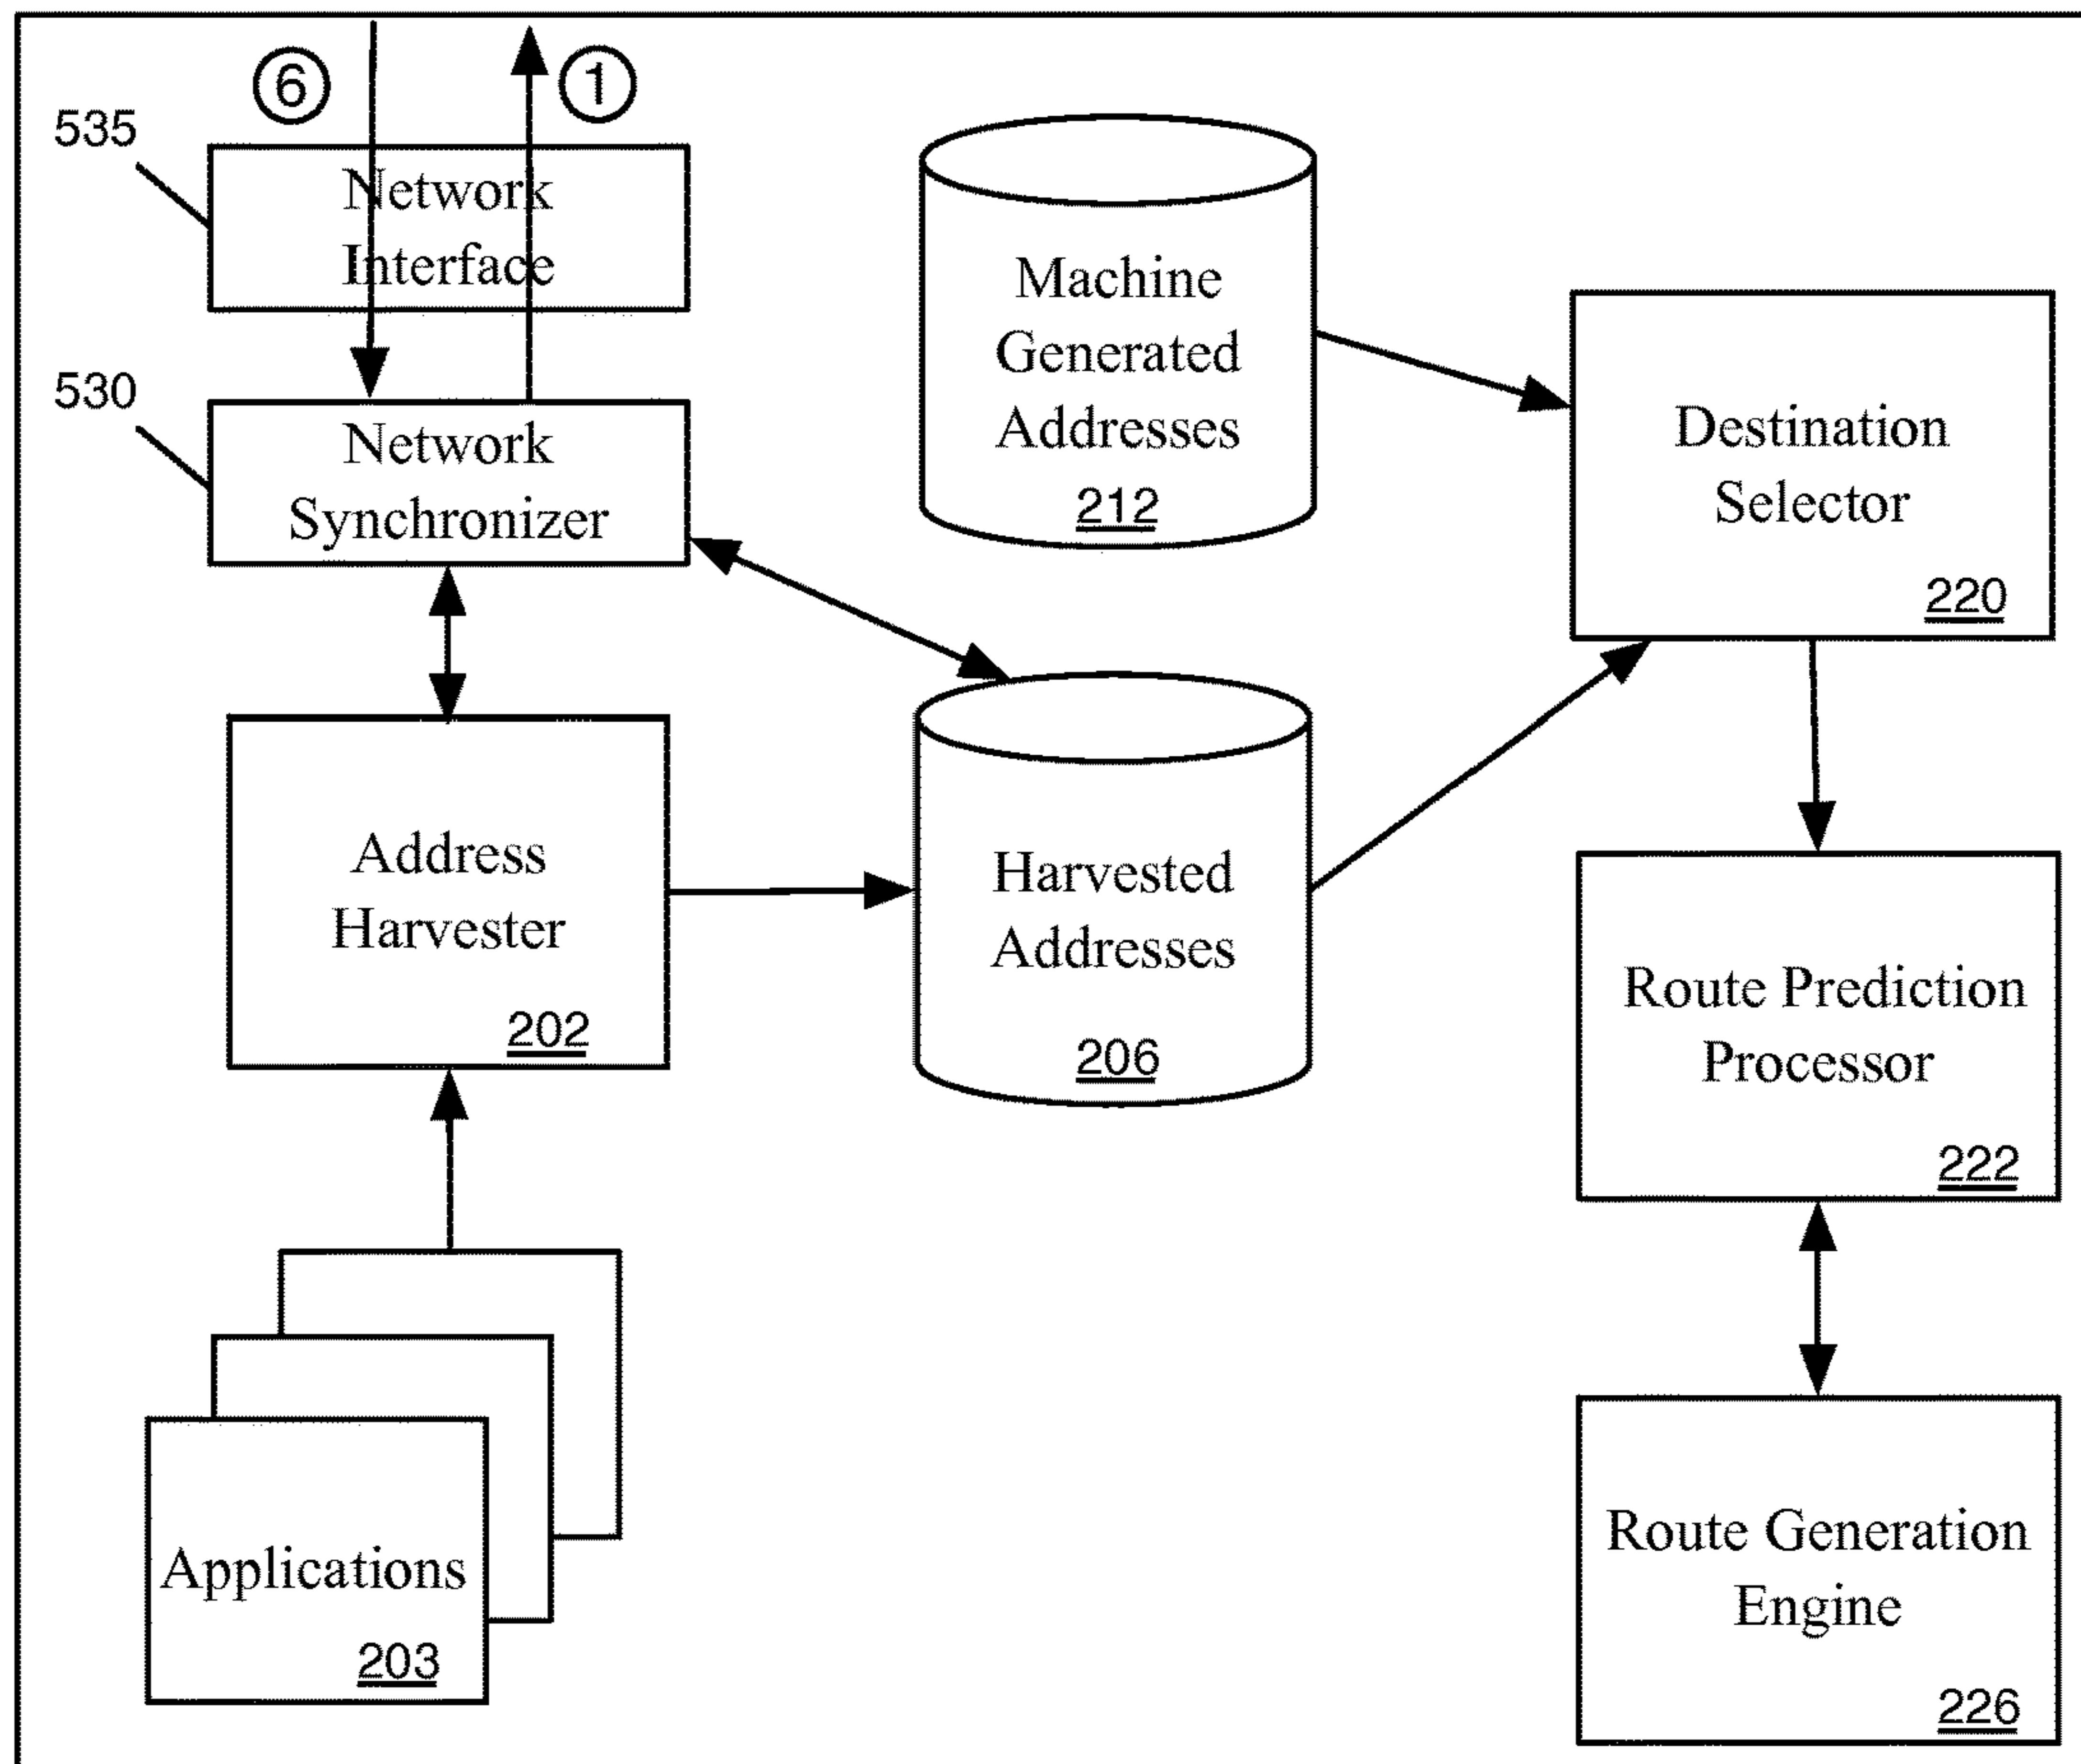 6
1
535
Network
Interface
530
Network
Synchronizer
Machine
Generated
Addresses
212
Destination
Selector
220
Address
Harvester
202
Harvested
Addresses
206
Route Prediction
Processor
222
Applications
203
Route Generation
Engine
226